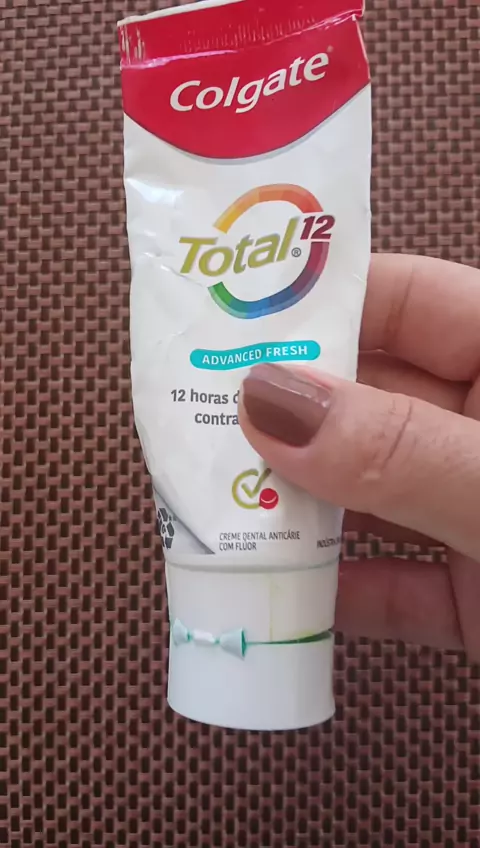 Colgate
Total 12
ADVANCED FRESH
12 horas
contra
CREME DENTAL ANTICÁRIE
COM FLÚOR